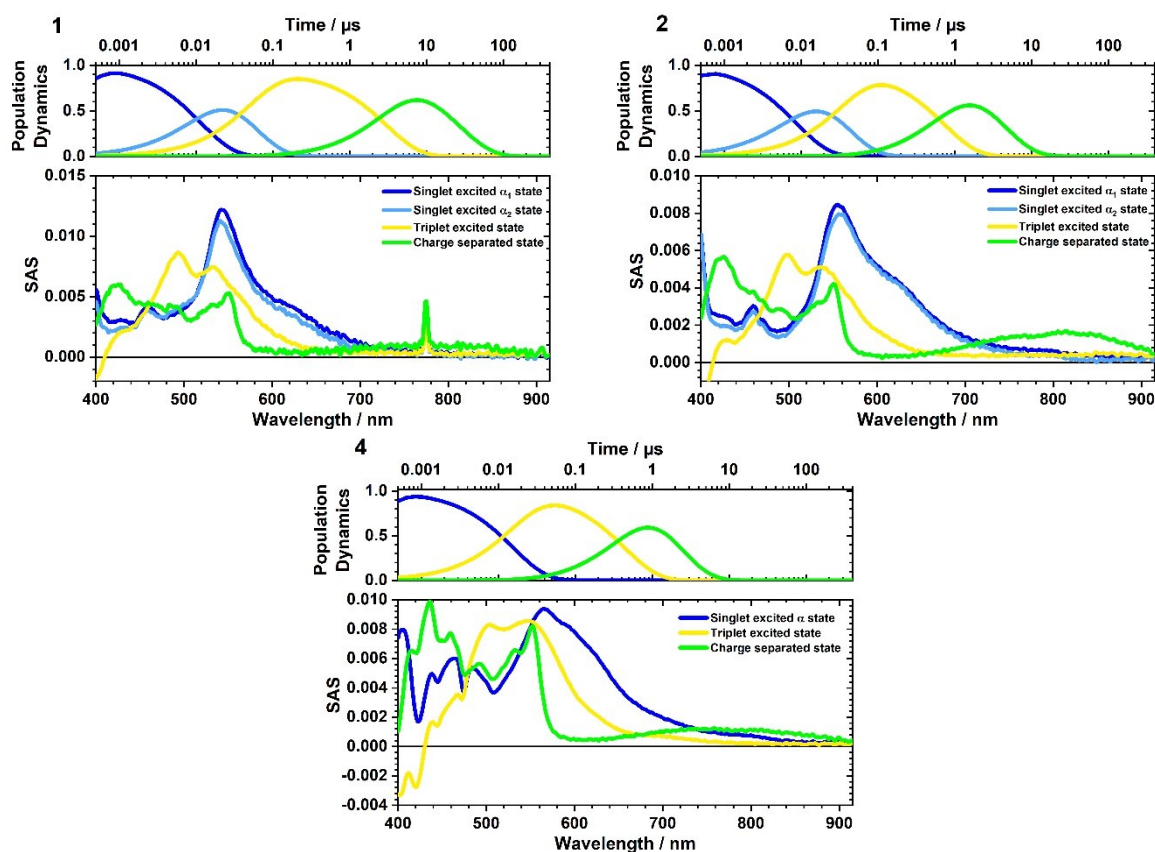 1
Time / µs
0.001 0.01 0.1 1 10 100
Population
Dynamics
1.0
0.5
0.0
SAS
0.015
0.010
0.005
0.000
Singlet excited α1 state
Singlet excited α2 state
Triplet excited state
Charge separated state
400 500 600 700 800 900
Wavelength / nm
2
Time / µs
0.001 0.01 0.1 1 10 100
Population
Dynamics
1.0
0.5
0.0
SAS
0.010
0.008
0.006
0.004
0.002
0.000
Singlet excited α1 state
Singlet excited α2 state
Triplet excited state
Charge separated state
400 500 600 700 800 900
Wavelength / nm
4
Time / µs
0.001 0.01 0.1 1 10 100
Population
Dynamics
1.0
0.5
0.0
SAS
0.010
0.008
0.006
0.004
0.002
0.000
-0.002
-0.004
Singlet excited α state
Triplet excited state
Charge separated state
400 500 600 700 800 900
Wavelength / nm